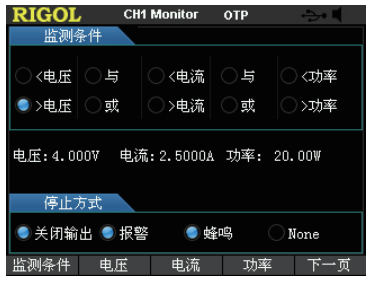 RIGOL CH1 Monitor OTP
监测条件
<电压 与 <电流 与 <功率
>电压 或 >电流 或 >功率
电压:4.000V 电流:2.5000A 功率: 20.00W
停止方式
关闭输出 报警 蜂鸣 None
监测条件 电压 电流 功率 下一页